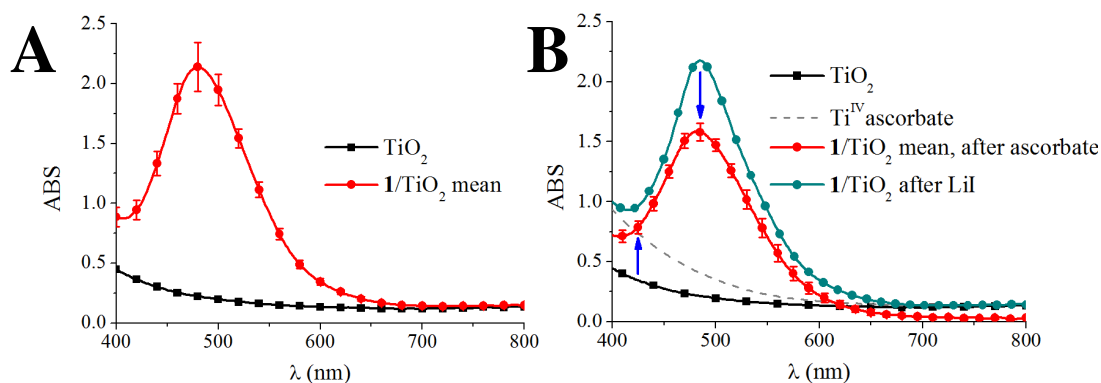 A
2.5
2.0
1.5
1.0
0.5
0.0
ABS
400 500 600 700 800
λ (nm)
TiO2
1/TiO2 mean
B
2.5
2.0
1.5
1.0
0.5
0.0
ABS
400 500 600 700 800
λ (nm)
TiO2
TiIV ascorbate
1/TiO2 mean, after ascorbate
1/TiO2 after LiI